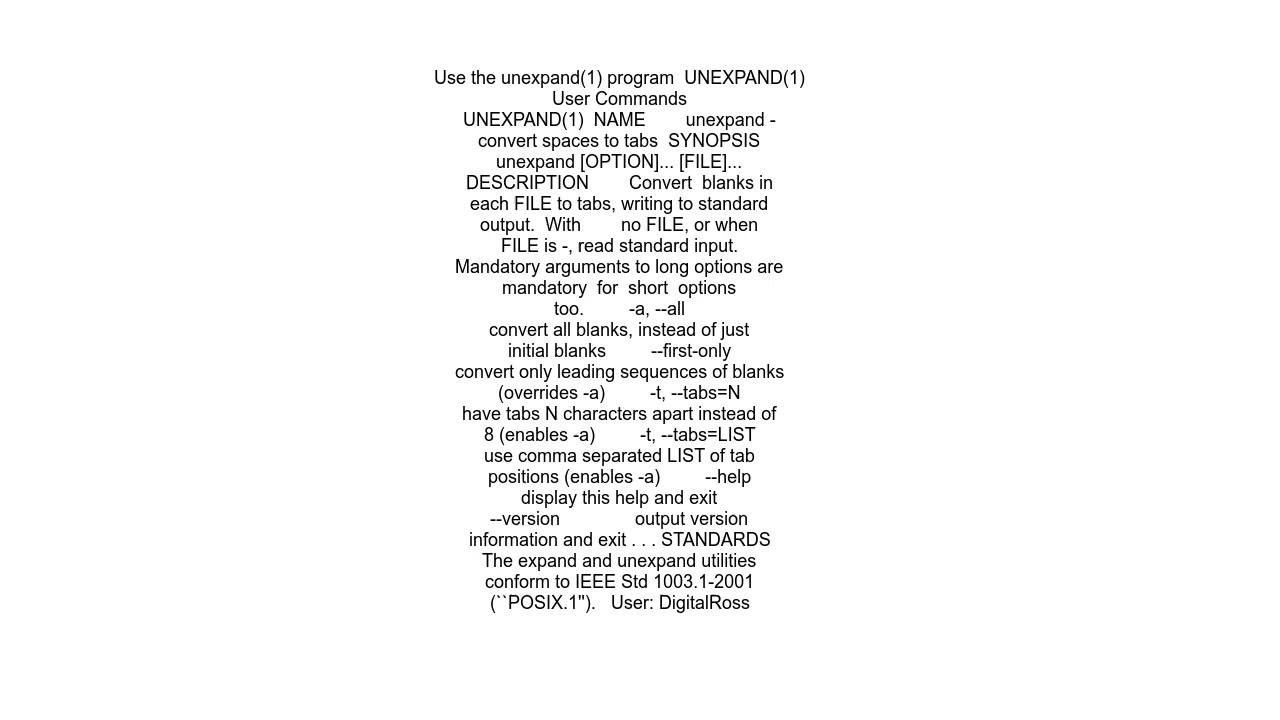 Use the unexpand(1) program  UNEXPAND(1)
User Commands
UNEXPAND(1)  NAME        unexpand -
convert spaces to tabs  SYNOPSIS
unexpand [OPTION]... [FILE]...
DESCRIPTION        Convert  blanks in
each FILE to tabs, writing to standard
output.  With        no FILE, or when
FILE is -, read standard input.
Mandatory arguments to long options are
mandatory  for  short  options
too.         -a, --all
convert all blanks, instead of just
initial blanks         --first-only
convert only leading sequences of blanks
(overrides -a)         -t, --tabs=N
have tabs N characters apart instead of
8 (enables -a)         -t, --tabs=LIST
use comma separated LIST of tab
positions (enables -a)         --help
display this help and exit
--version               output version
information and exit . . . STANDARDS
The expand and unexpand utilities
conform to IEEE Std 1003.1-2001
(``POSIX.1'').   User: DigitalRoss